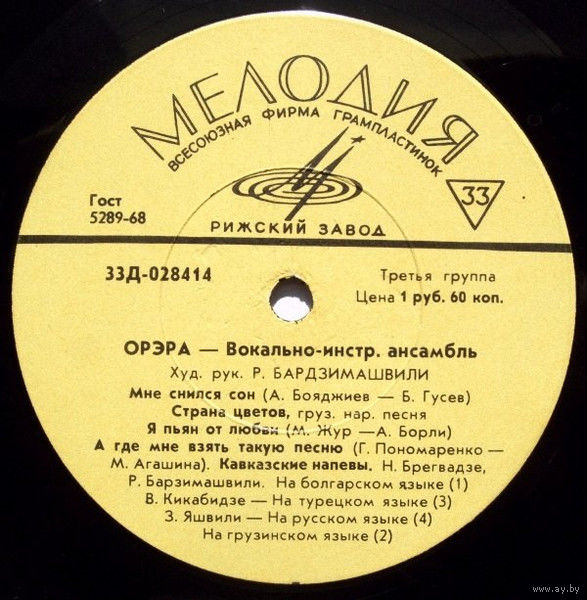 МЕЛОДИЯ
ВСЕСОЮЗНАЯ ФИРМА ГРАМПЛАСТИНОК
33
Гост
5289-68
РИЖСКИЙ ЗАВОД
33Д-028414
Третья группа
Цена 1 руб. 60 коп.
ОРЭРА — Вокально-инстр. ансамбль
Худ. рук. Р. БАРДЗИМАШВИЛИ
Мне снился сон (А. Бояджиев — Б. Гусев)
Страна цветов, груз. нар. песня
Я пьян от любви (М. Жур —А. Борли)
А где мне взять такую песню (Г. Пономаренко —
М. Агашина). Кавказские напевы. Н. Брегвадзе,
Р. Барзимашвили. На болгарском языке (1)
В. Кикабидзе — На турецком языке (3)
З. Яшвили — На русском языке (4)
На грузинском языке (2)
www.ay.by